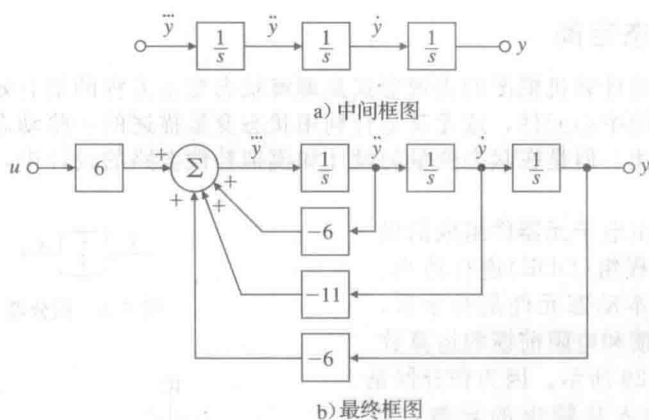 y⃛ 1/s ÿ 1/s ẏ 1/s y
a) 中间框图
u 6 + Σ y⃛ 1/s 1/s ẏ 1/s y
+ + +
-6
-11
-6
b) 最终框图